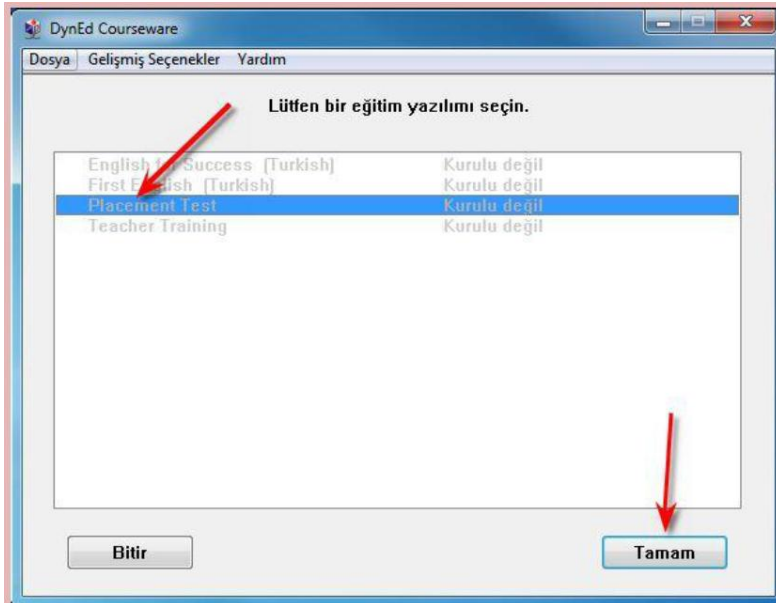 DynEd Courseware
Dosya Gelişmiş Seçenekler Yardım
Lütfen bir eğitim yazılımı seçin.
English for Success (Turkish) Kurulu değil
First English (Turkish) Kurulu değil
Placement Test Kurulu değil
Teacher Training Kurulu değil
Bitir Tamam